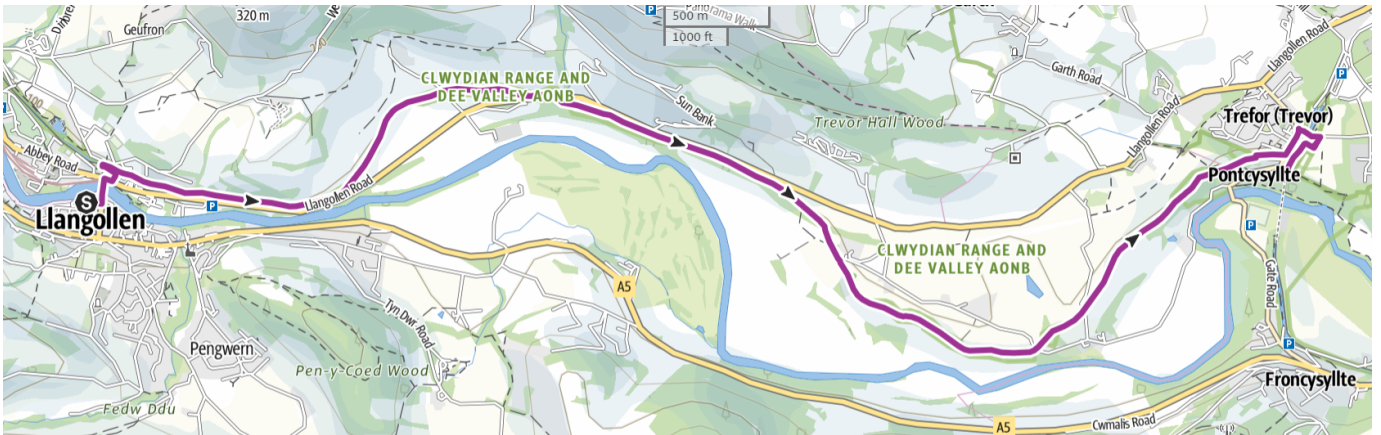 320 m
Geufron
P
500 m
1000 ft
Garth Road
Llangollen Road
P
CLWYDIAN RANGE AND
DEE VALLEY AONB
100
Sun Bank
Trevor Hall Wood
Llangollen Road
Trefor (Trevor)
Abbey Road
Llangollen Road
Pontcysyllte
S
P
Llangollen
P
CLWYDIAN RANGE AND
DEE VALLEY AONB
A5
Gate Road
Tyn Dwr Road
Pengwern
P
Pen-y-Coed Wood
Froncysyllte
Fedw Ddu
A5
Cwmalis Road